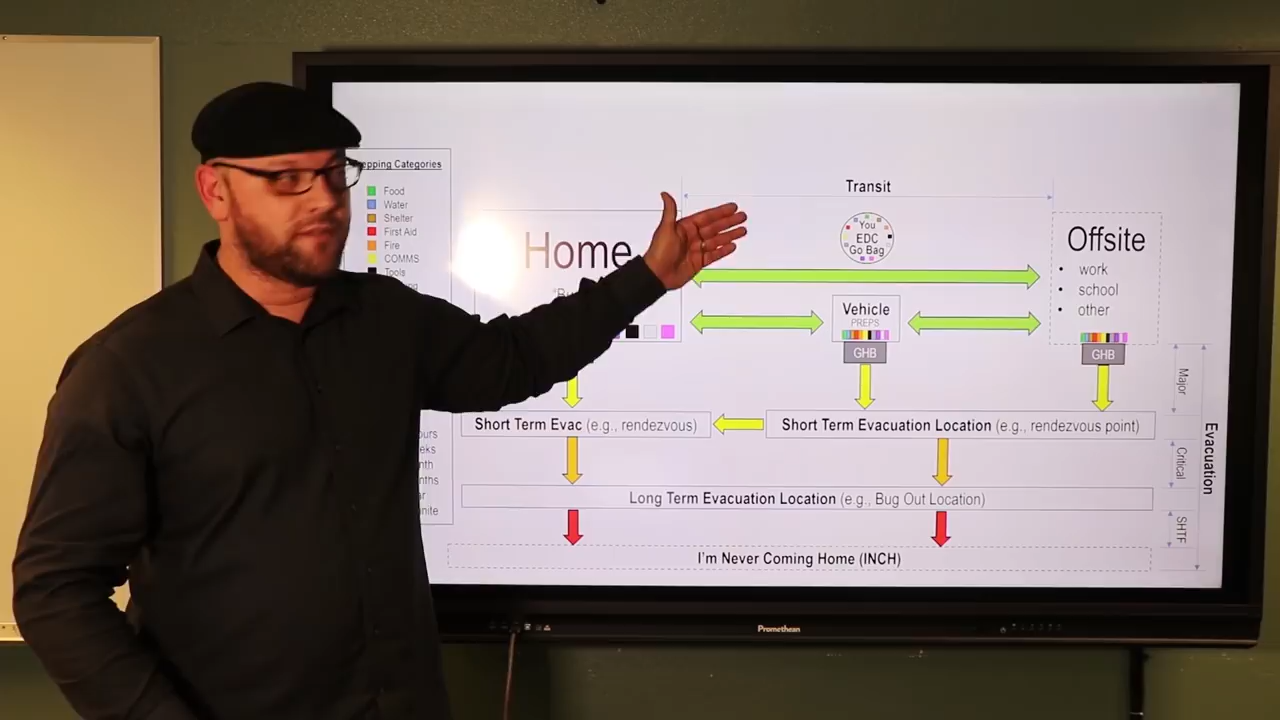 Prepping Categories
Food
Water
Shelter
First Aid
Fire
COMMS
Tools
Transit
Home
You
EDC
Go Bag
Offsite
• work
• school
• other
Vehicle
PREPS
GHB
GHB
Short Term Evac (e.g., rendezvous)
Short Term Evacuation Location (e.g., rendezvous point)
Long Term Evacuation Location (e.g., Bug Out Location)
I'm Never Coming Home (INCH)
Major
Critical
SHTF
Evacuation
Promethean